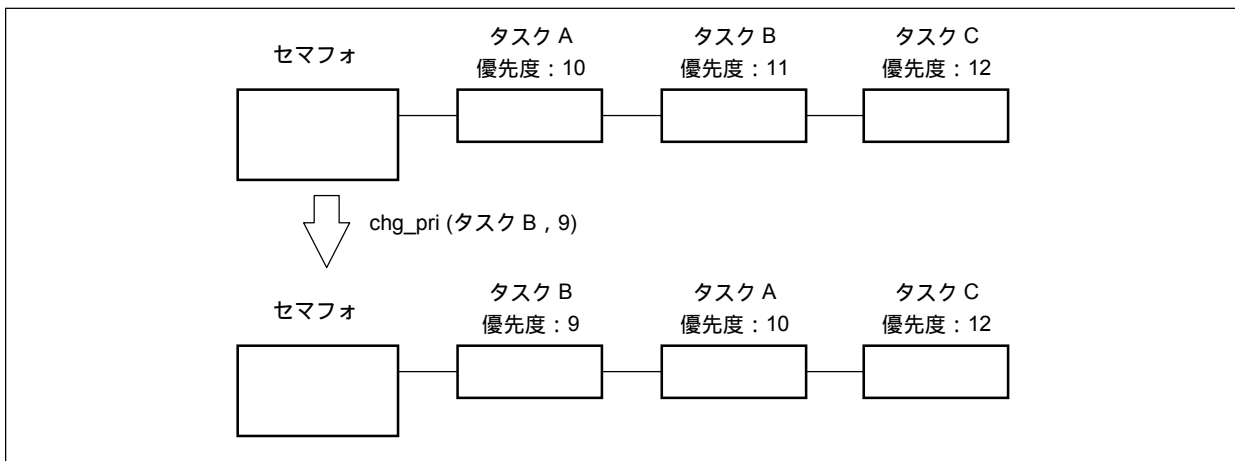 セマフォ
タスク A
優先度：10
タスク B
優先度：11
タスク C
優先度：12
chg_pri (タスク B , 9)
セマフォ
タスク B
優先度：9
タスク A
優先度：10
タスク C
優先度：12